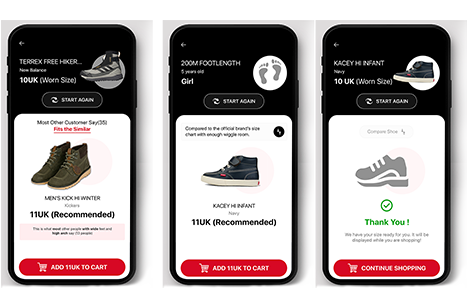 TERREX FREE HIKER...
New Balance
10UK (Worn Size)
START AGAIN
Most Other Customer Say(35)
Fits the Similar
MEN'S KICK HI WINTER
Kickers
11UK (Recommended)
This is what most other people with wide feet and
high arch say (13 people)
ADD 11UK TO CART
200M FOOTLENGTH
5 years old
Girl
START AGAIN
Compared to the official brand's size
chart with enough wiggle room.
KACEY HI INFANT
Navy
11UK (Recommended)
ADD 11UK TO CART
KACEY HI INFANT
Navy
10 UK (Worn Size)
START AGAIN
Compare Shoe
Thank You !
We have your size ready for you. It will be
displayed while you are shopping!
CONTINUE SHOPPING